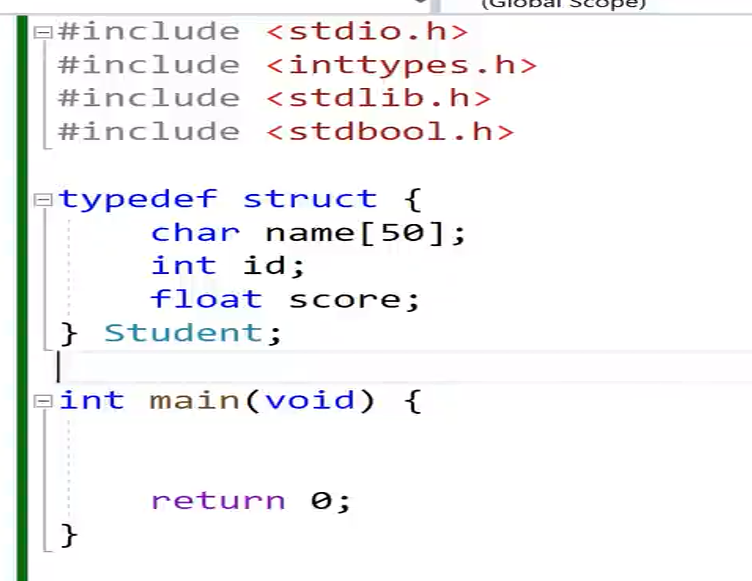 (Global Scope)
#include <stdio.h>
#include <inttypes.h>
#include <stdlib.h>
#include <stdbool.h>
typedef struct {
    char name[50];
    int id;
    float score;
} Student;
int main(void) {
    return 0;
}